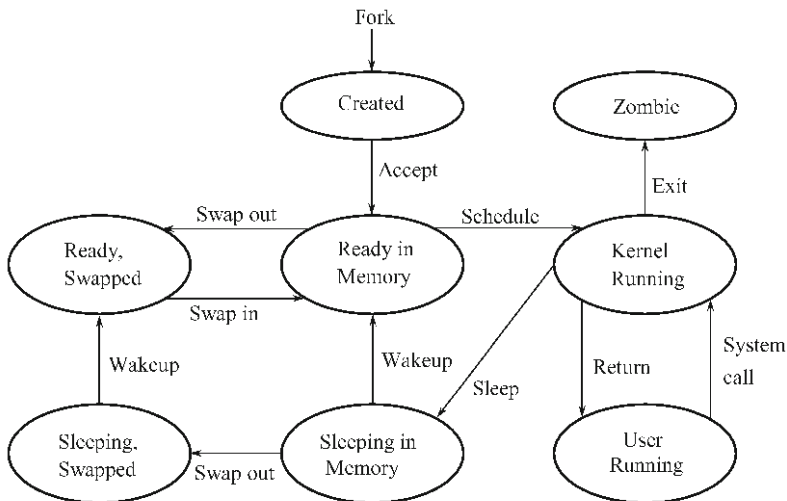 Fork
Created
Zombie
Accept
Exit
Swap out
Schedule
Ready,
Swapped
Ready in
Memory
Kernel
Running
Swap in
Wakeup
Wakeup
Sleep
Return
System
call
Sleeping,
Swapped
Swap out
Sleeping in
Memory
User
Running